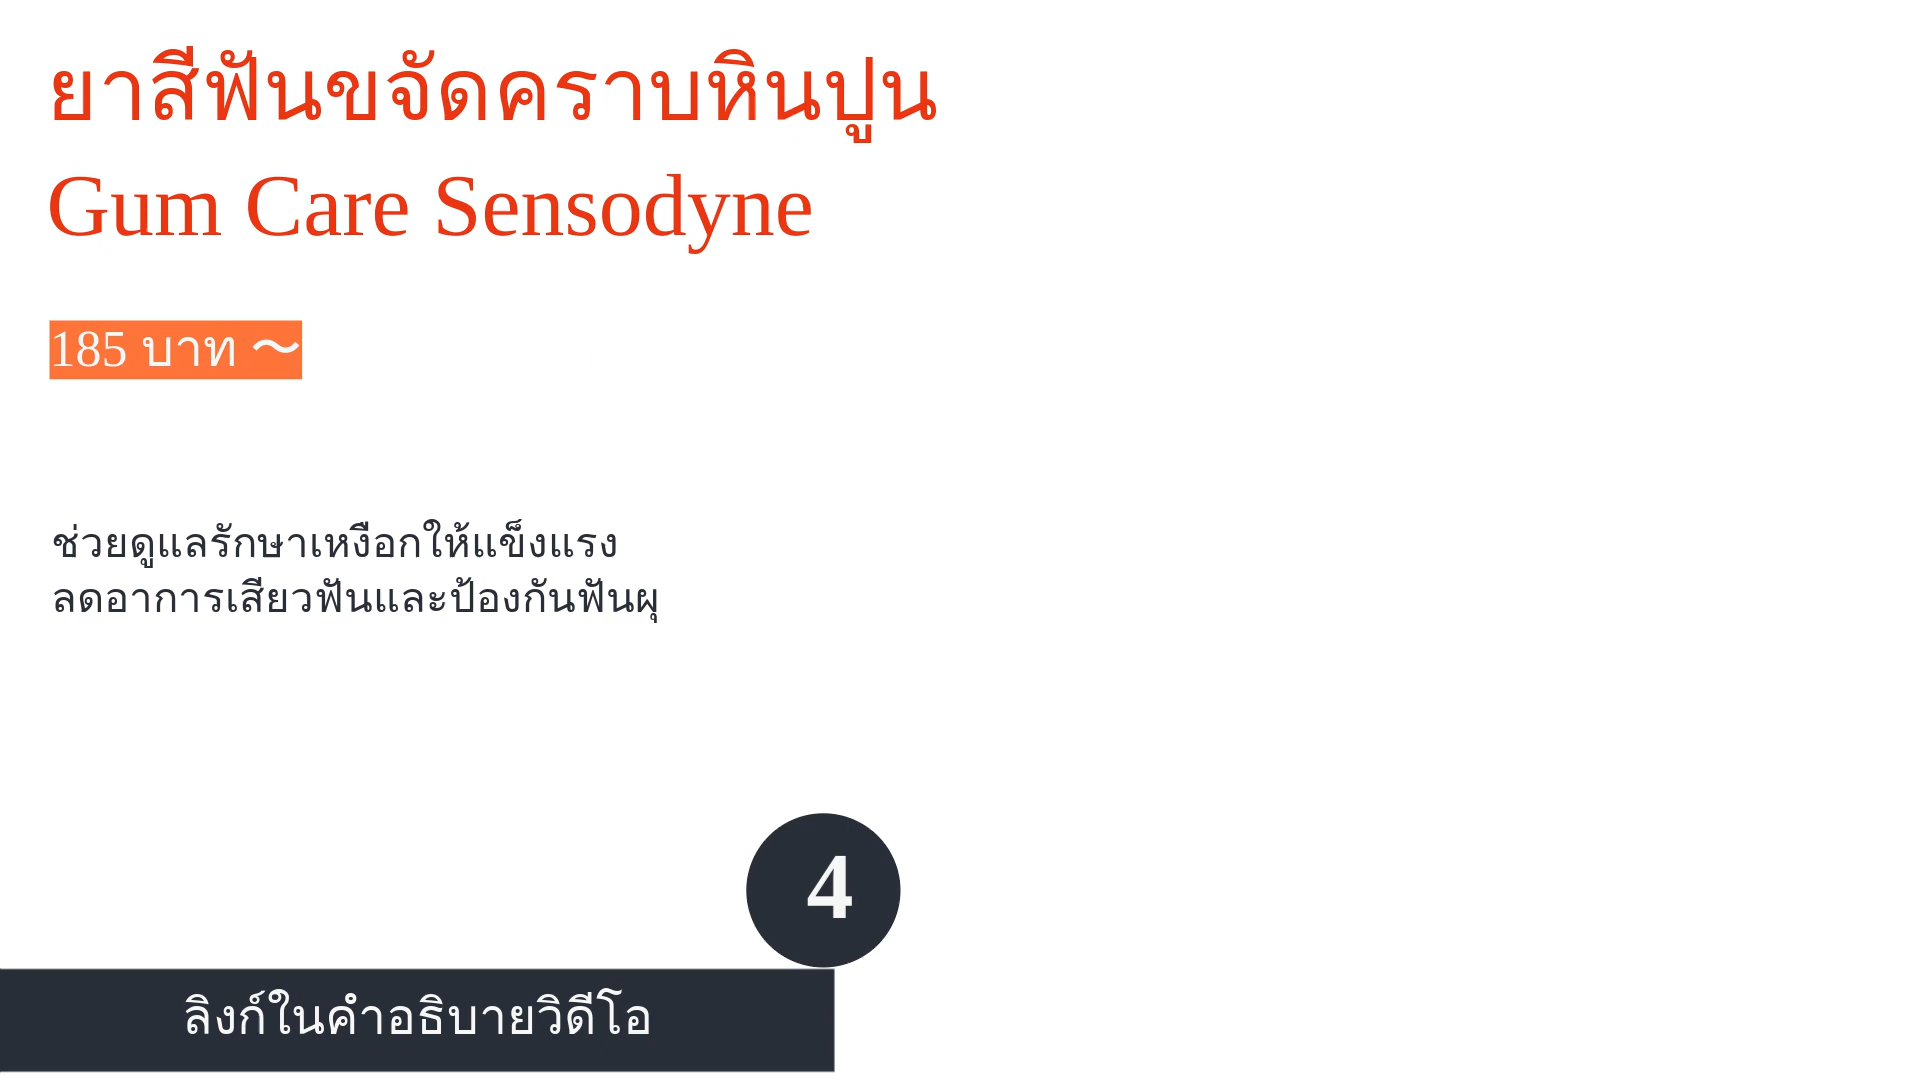 ยาสีฟันขจัดคราบหินปูน
Gum Care Sensodyne
185 บาท 〜
ช่วยดูแลรักษาเหงือกให้แข็งแรง
ลดอาการเสียวฟันและป้องกันฟันผุ
4
ลิงก์ในคำอธิบายวิดีโอ